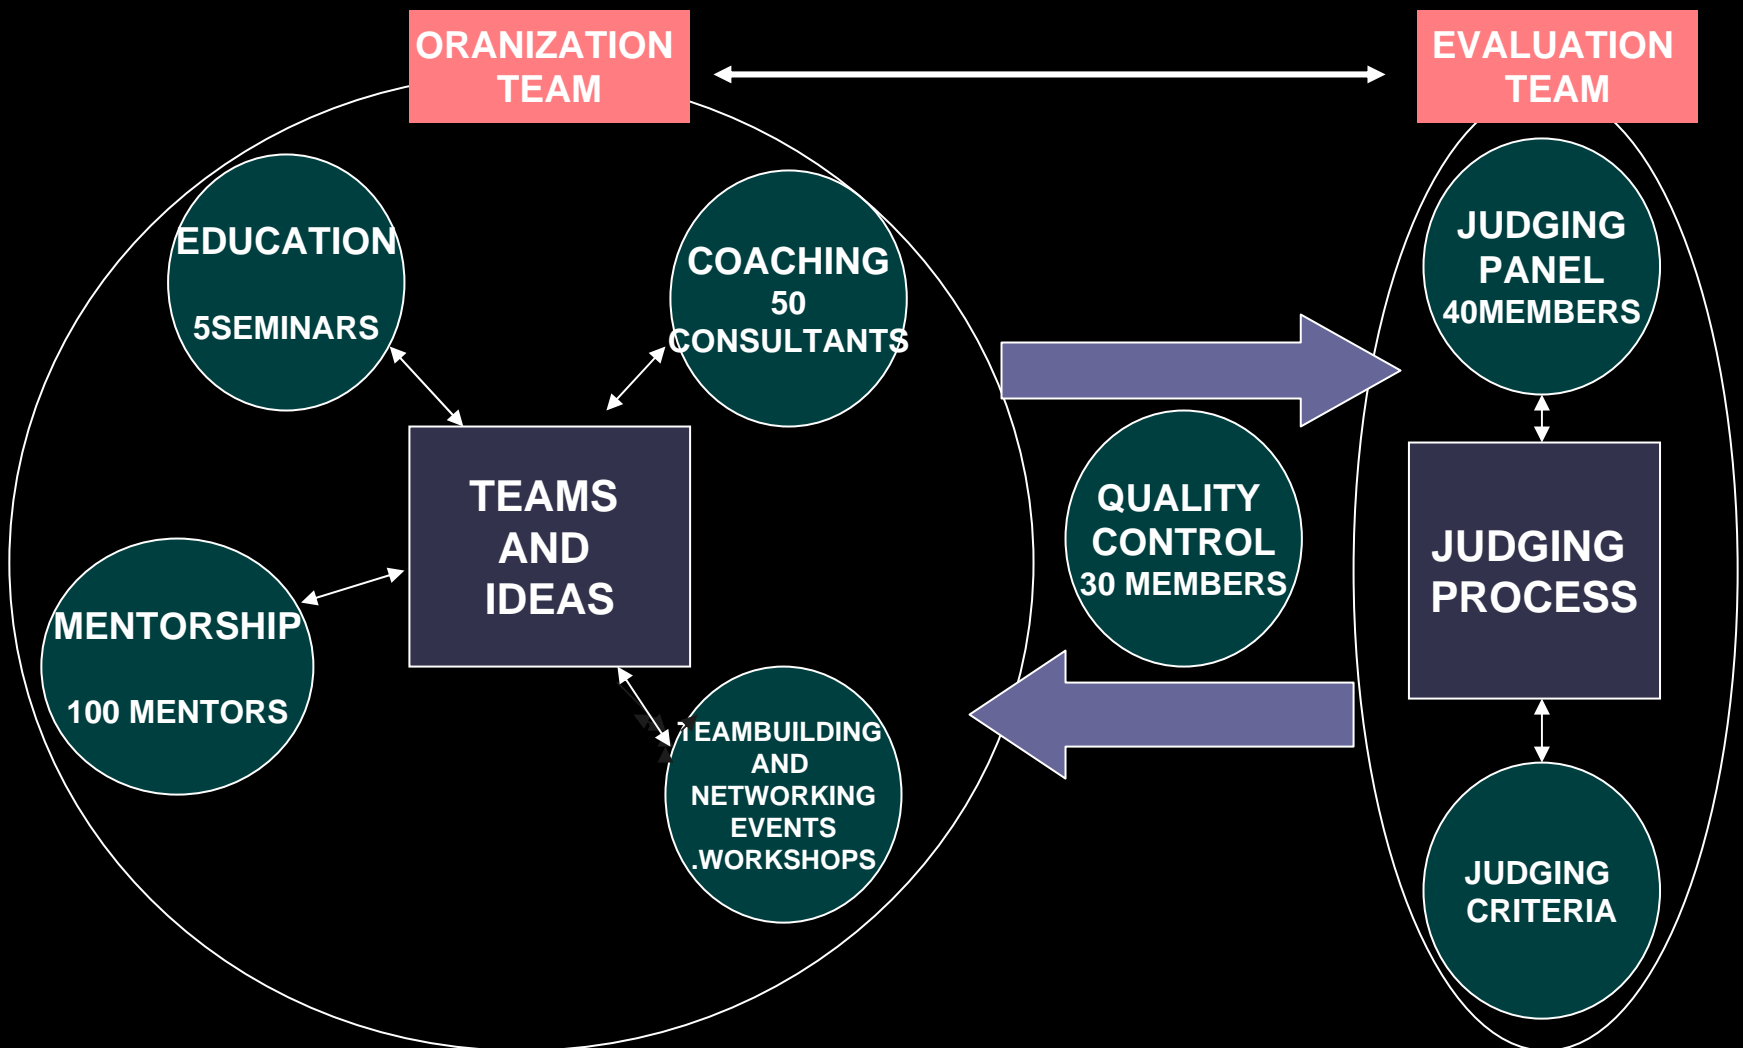 ORANIZATION
TEAM
EVALUATION
TEAM
EDUCATION
5SEMINARS
COACHING
50
CONSULTANTS
JUDGING
PANEL
40MEMBERS
TEAMS
AND
IDEAS
QUALITY
CONTROL
30 MEMBERS
JUDGING
PROCESS
MENTORSHIP
100 MENTORS
TEAMBUILDING
AND
NETWORKING
EVENTS
.WORKSHOPS
JUDGING
CRITERIA